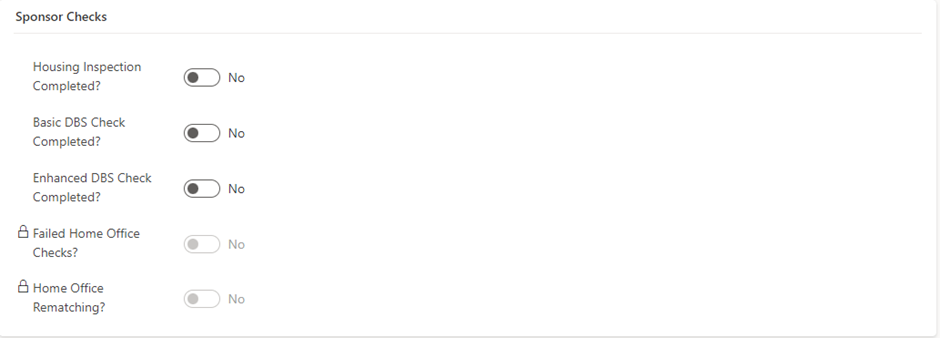 Sponsor Checks
Housing Inspection
Completed?
No
Basic DBS Check
Completed?
No
Enhanced DBS Check
Completed?
No
Failed Home Office
Checks?
No
Home Office
Rematching?
No